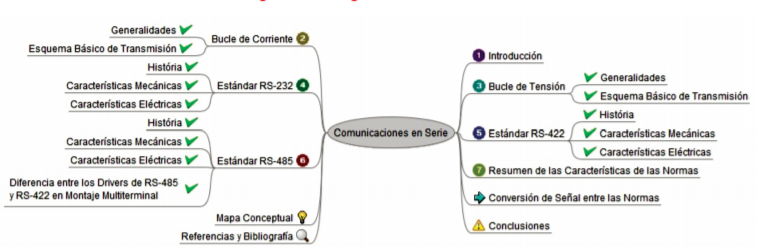 Generalidades
Esquema Básico de Transmisión
2 Bucle de Corriente
História
Características Mecánicas
Características Eléctricas
Estándar RS-232 4
História
Características Mecánicas
Características Eléctricas
Diferencia entre los Drivers de RS-485
y RS-422 en Montaje Multiterminal
Estándar RS-485 6
Mapa Conceptual
Referencias y Bibliografía
Comunicaciones en Serie
1 Introducción
3 Bucle de Tensión
Generalidades
Esquema Básico de Transmisión
5 Estándar RS-422
História
Características Mecánicas
Características Eléctricas
7 Resumen de las Características de las Normas
Conversión de Señal entre las Normas
Conclusiones